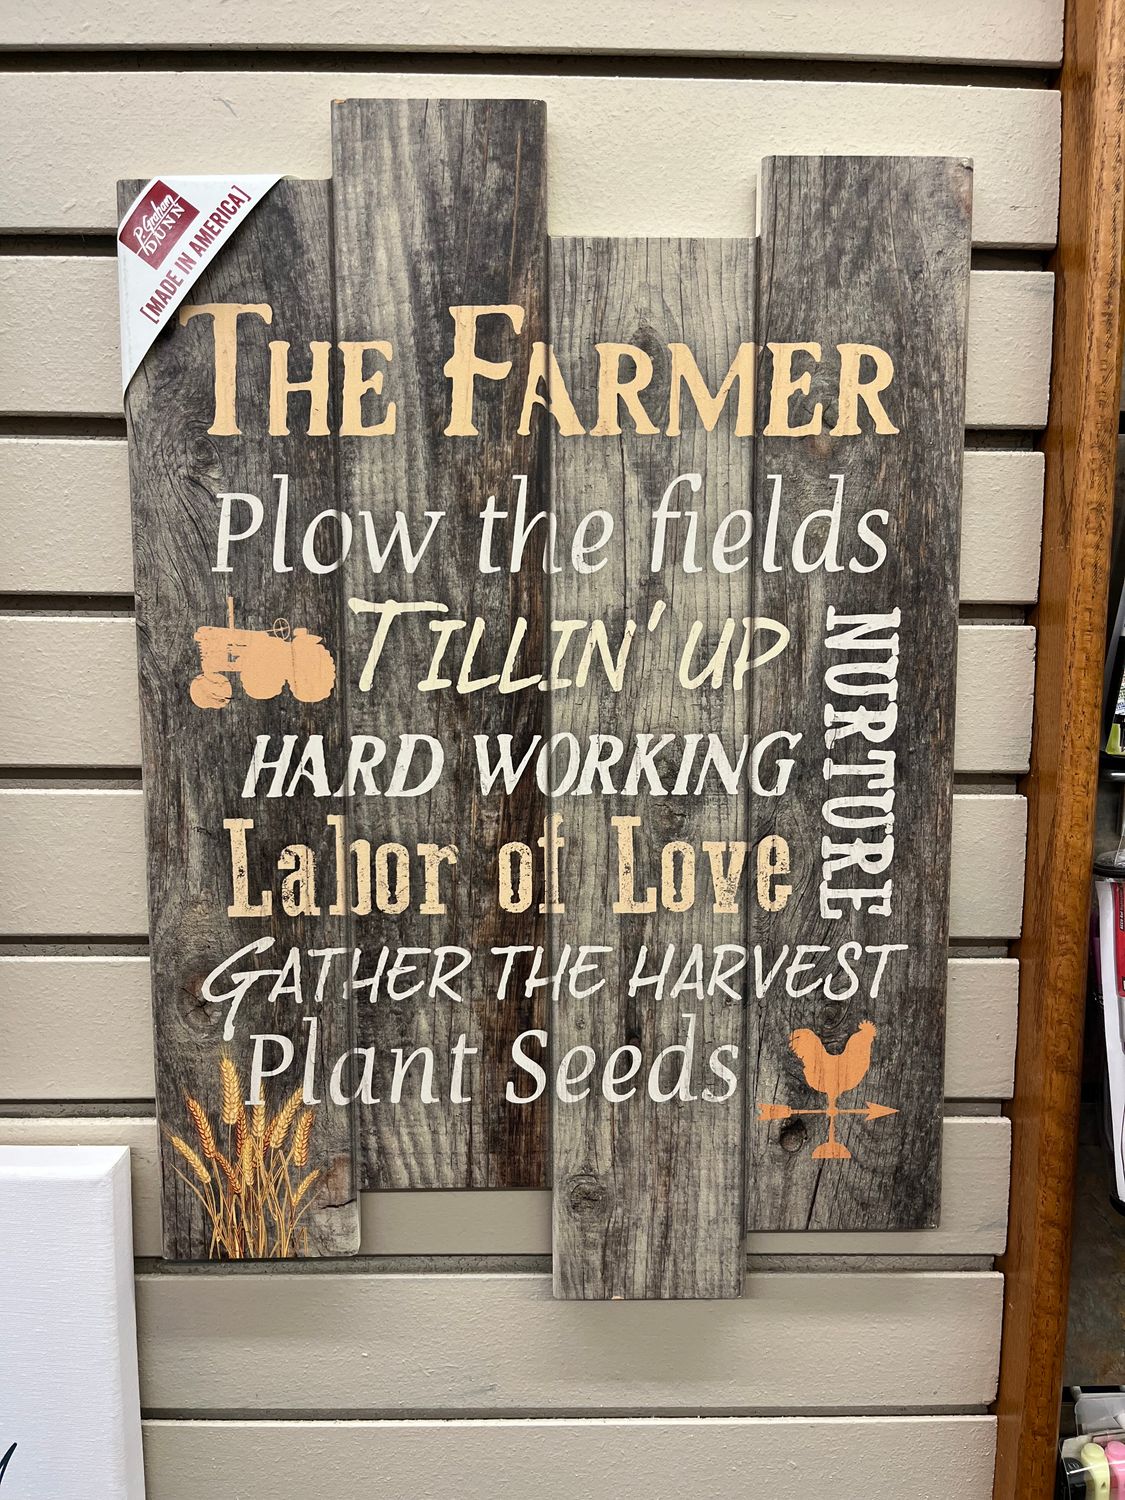 P. Graham
DUNN
[MADE IN AMERICA]
THE FARMER
Plow the fields
TILLIN' UP
NURTURE
HARD WORKING
Labor of Love
GATHER THE HARVEST
Plant Seeds